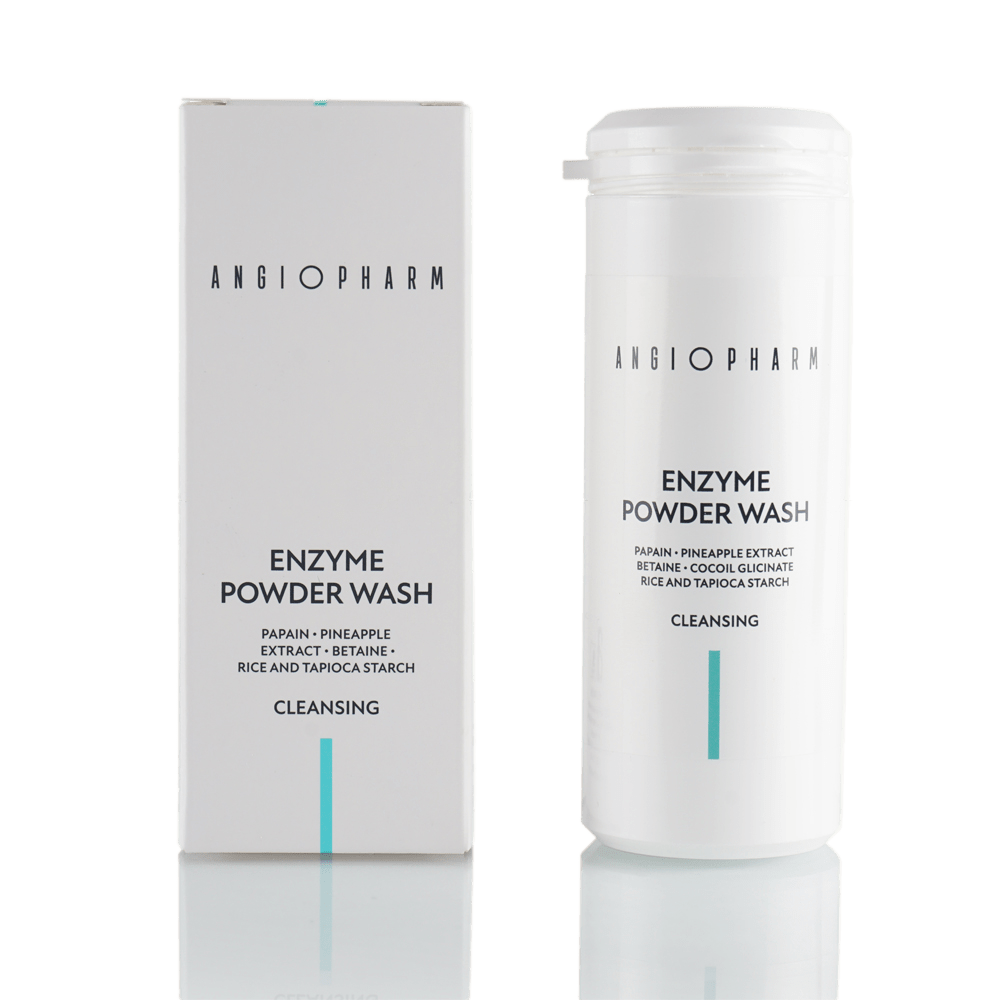 ANGIOPHARM
ENZYME
POWDER WASH
PAPAIN • PINEAPPLE
EXTRACT • BETAINE •
RICE AND TAPIOCA STARCH
CLEANSING
ANGIOPHARM
ENZYME
POWDER WASH
PAPAIN • PINEAPPLE EXTRACT
BETAINE • COCOIL GLICINATE
RICE AND TAPIOCA STARCH
CLEANSING
CLEANSING